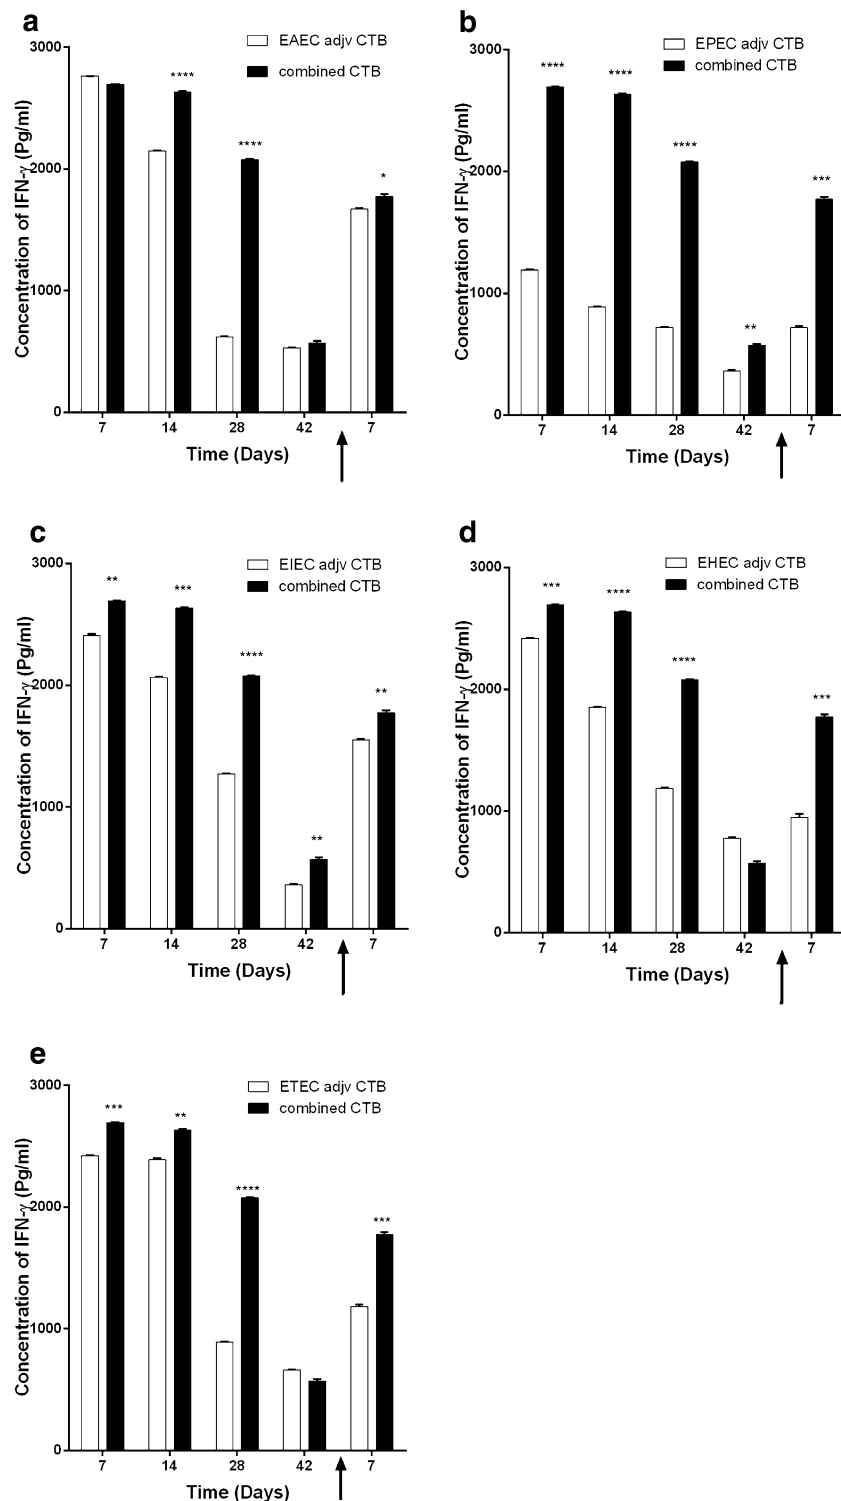 a
EAEC adjv CTB
combined CTB
Concentration of IFN-γ (Pg/ml)
3000
2000
1000
0
****
****
*
7 14 28 42 7
Time (Days)
b
EPEC adjv CTB
combined CTB
Concentration of IFN-γ (Pg/ml)
3000
2000
1000
0
****
****
****
**
***
7 14 28 42 7
Time (Days)
c
EIEC adjv CTB
combined CTB
Concentration of IFN-γ (Pg/ml)
3000
2000
1000
0
**
***
****
**
**
7 14 28 42 7
Time (Days)
d
EHEC adjv CTB
combined CTB
Concentration of IFN-γ (Pg/ml)
3000
2000
1000
0
***
****
****
***
7 14 28 42 7
Time (Days)
e
ETEC adjv CTB
combined CTB
Concentration of IFN-γ (Pg/ml)
3000
2000
1000
0
***
**
****
***
7 14 28 42 7
Time (Days)